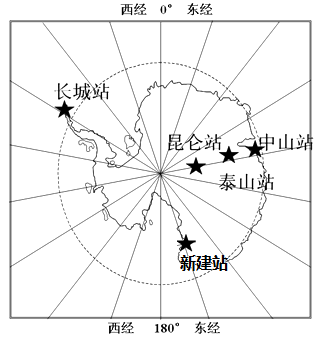 西经 0° 东经
长城站
昆仑站 中山站
泰山站
新建站
西经 180° 东经